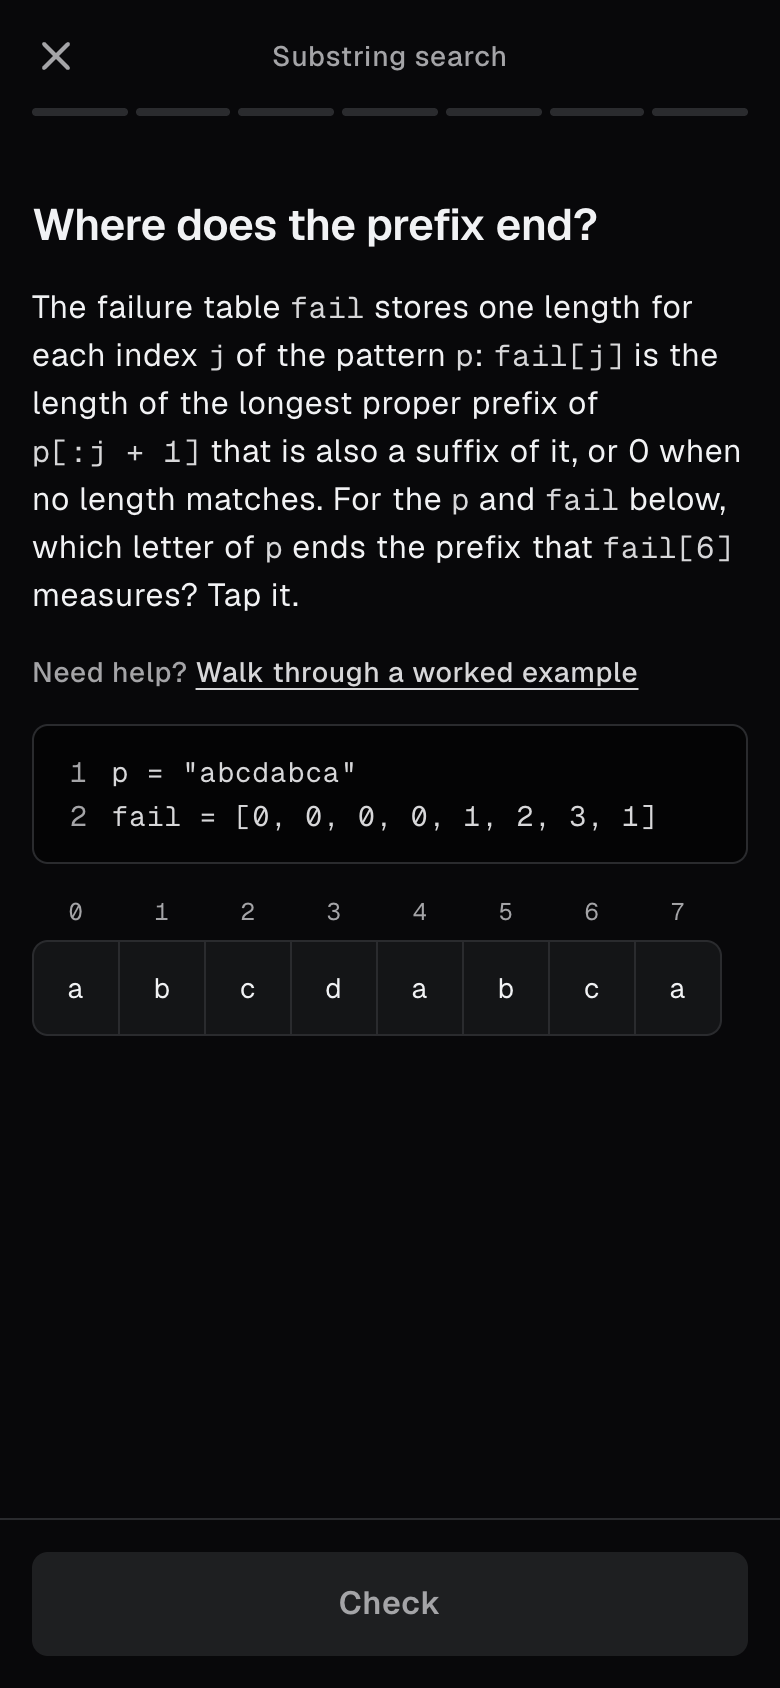 Substring search
Where does the prefix end?
The failure table fail stores one length for
each index j of the pattern p: fail[j] is the
length of the longest proper prefix of
p[:j + 1] that is also a suffix of it, or 0 when
no length matches. For the p and fail below,
which letter of p ends the prefix that fail[6]
measures? Tap it.
Need help? Walk through a worked example
1 p = "abcdabca"
2 fail = [0, 0, 0, 0, 1, 2, 3, 1]
0 1 2 3 4 5 6 7
a b c d a b c a
Check